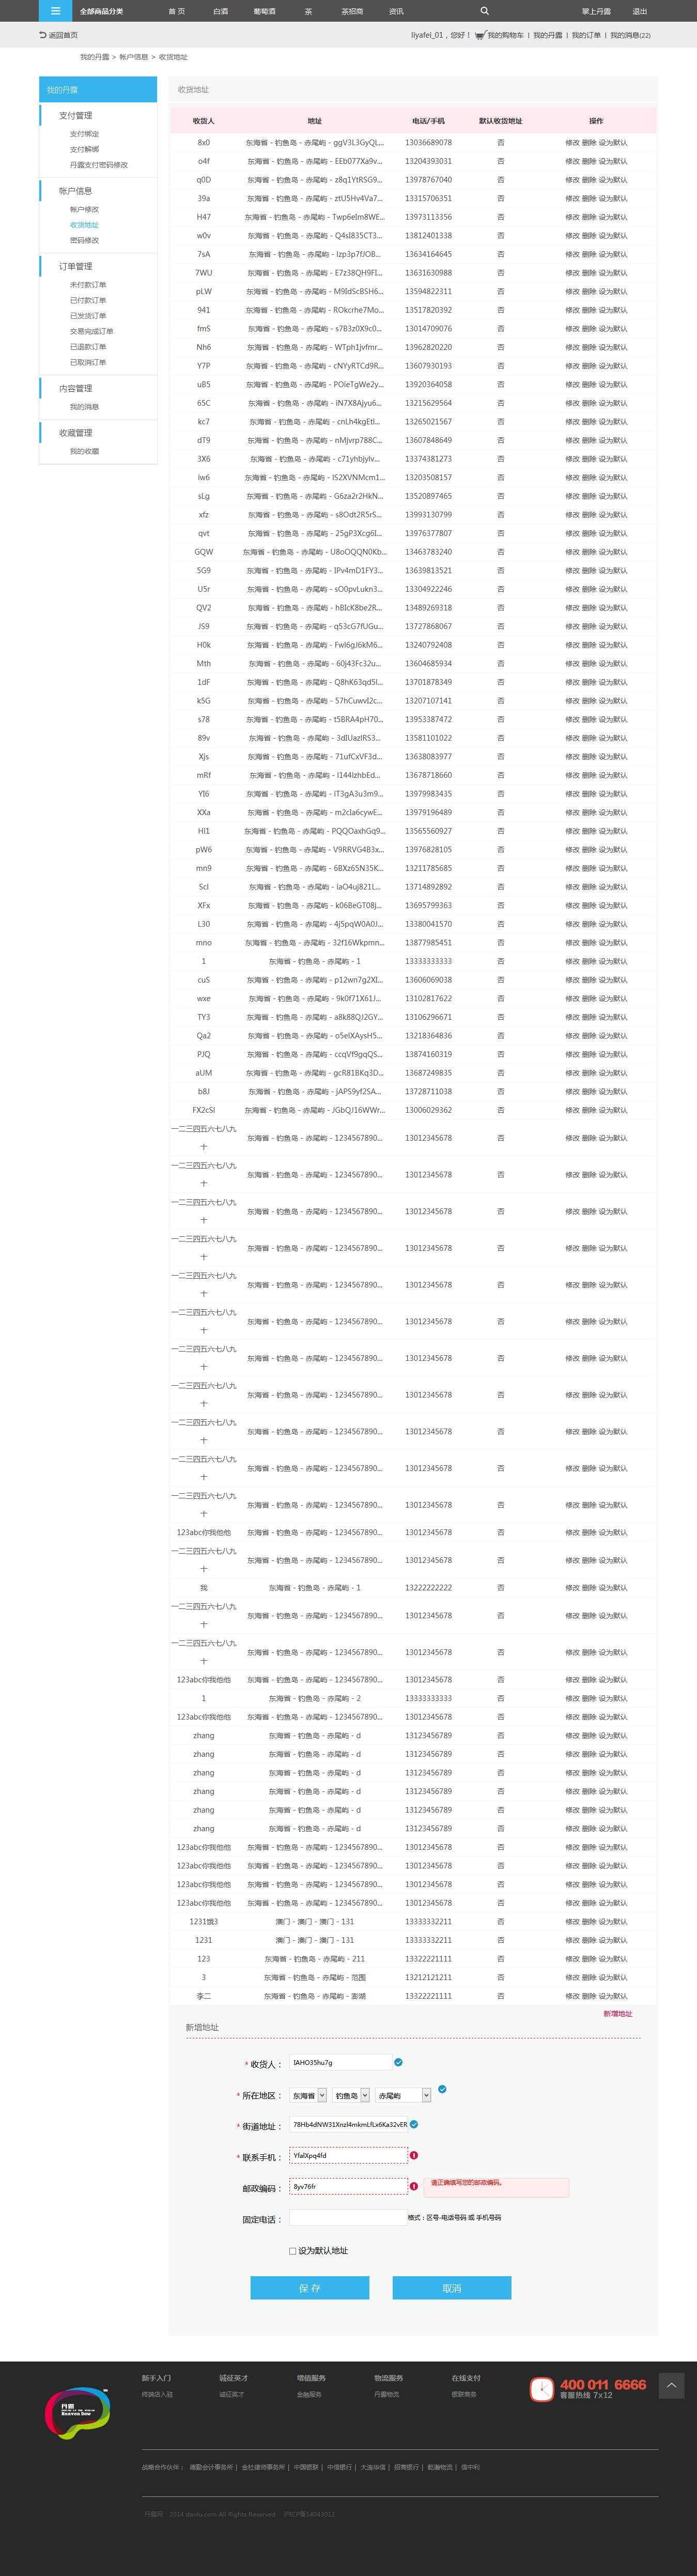 全部商品分类 首 页 白酒 葡萄酒 茶 茶招商 资讯 掌上丹露 退出
返回首页 liyafei_01，您好！ 我的购物车 | 我的丹露 | 我的订单 | 我的消息(22)
我的丹露 > 帐户信息 > 收货地址
我的丹露
支付管理
支付绑定
支付解绑
丹露支付密码修改
帐户信息
帐户修改
收货地址
密码修改
订单管理
未付款订单
已付款订单
已发货订单
交易完成订单
已退款订单
已取消订单
内容管理
我的消息
收藏管理
我的收藏
收货地址
收货人 地址 电话/手机 默认收货地址 操作
8x0 东海省 - 钓鱼岛 - 赤尾屿 - ggV3L3GyQL... 13036689078 否 修改 删除 设为默认
o4f 东海省 - 钓鱼岛 - 赤尾屿 - EEb077Xa9v... 13204393031 否 修改 删除 设为默认
q0D 东海省 - 钓鱼岛 - 赤尾屿 - z8q1YtRSG9... 13978767040 否 修改 删除 设为默认
39a 东海省 - 钓鱼岛 - 赤尾屿 - ztU5Hv4Va7... 13315706351 否 修改 删除 设为默认
H47 东海省 - 钓鱼岛 - 赤尾屿 - Twp6eIm8WE... 13973113356 否 修改 删除 设为默认
w0v 东海省 - 钓鱼岛 - 赤尾屿 - Q4sI835CT3... 13812401338 否 修改 删除 设为默认
7sA 东海省 - 钓鱼岛 - 赤尾屿 - Izp3p7fJOB... 13634164645 否 修改 删除 设为默认
7WU 东海省 - 钓鱼岛 - 赤尾屿 - E7z38QH9FI... 13631630988 否 修改 删除 设为默认
pLW 东海省 - 钓鱼岛 - 赤尾屿 - M9IdScBSH6... 13594822311 否 修改 删除 设为默认
941 东海省 - 钓鱼岛 - 赤尾屿 - ROkcrhe7Mo... 13517820392 否 修改 删除 设为默认
fmS 东海省 - 钓鱼岛 - 赤尾屿 - s7B3z0X9c0... 13014709076 否 修改 删除 设为默认
Nh6 东海省 - 钓鱼岛 - 赤尾屿 - WTph1jvfmr... 13962820220 否 修改 删除 设为默认
Y7P 东海省 - 钓鱼岛 - 赤尾屿 - cNYyRTCd9R... 13607930193 否 修改 删除 设为默认
uB5 东海省 - 钓鱼岛 - 赤尾屿 - POieTgWe2y... 13920364058 否 修改 删除 设为默认
65C 东海省 - 钓鱼岛 - 赤尾屿 - iN7X8Ajyu6... 13215629564 否 修改 删除 设为默认
kc7 东海省 - 钓鱼岛 - 赤尾屿 - cnLh4kgEtl... 13265021567 否 修改 删除 设为默认
dT9 东海省 - 钓鱼岛 - 赤尾屿 - nMjvrp788C... 13607848649 否 修改 删除 设为默认
3X6 东海省 - 钓鱼岛 - 赤尾屿 - c71yhbjylv... 13374381273 否 修改 删除 设为默认
iw6 东海省 - 钓鱼岛 - 赤尾屿 - IS2XVNMcm1... 13203508157 否 修改 删除 设为默认
sLg 东海省 - 钓鱼岛 - 赤尾屿 - G6za2r2HkN... 13520897465 否 修改 删除 设为默认
xfz 东海省 - 钓鱼岛 - 赤尾屿 - s8Odt2R5rS... 13993130799 否 修改 删除 设为默认
qvt 东海省 - 钓鱼岛 - 赤尾屿 - 25gP3Xcg6I... 13976377807 否 修改 删除 设为默认
GQW 东海省 - 钓鱼岛 - 赤尾屿 - U8oOQQN0Kb... 13463783240 否 修改 删除 设为默认
5G9 东海省 - 钓鱼岛 - 赤尾屿 - IPv4mD1FY3... 13639813521 否 修改 删除 设为默认
U5r 东海省 - 钓鱼岛 - 赤尾屿 - sO0pvLukn3... 13304922246 否 修改 删除 设为默认
QV2 东海省 - 钓鱼岛 - 赤尾屿 - hBIcK8be2R... 13489269318 否 修改 删除 设为默认
JS9 东海省 - 钓鱼岛 - 赤尾屿 - q53cG7fUGu... 13727868067 否 修改 删除 设为默认
H0k 东海省 - 钓鱼岛 - 赤尾屿 - FwI6gJ6kM6... 13240792408 否 修改 删除 设为默认
Mth 东海省 - 钓鱼岛 - 赤尾屿 - 60j43Fc32u... 13604685934 否 修改 删除 设为默认
1dF 东海省 - 钓鱼岛 - 赤尾屿 - Q8hK63qd5l... 13701878349 否 修改 删除 设为默认
k5G 东海省 - 钓鱼岛 - 赤尾屿 - 57hCuwvI2c... 13207107141 否 修改 删除 设为默认
s78 东海省 - 钓鱼岛 - 赤尾屿 - t5BRA4pH70... 13953387472 否 修改 删除 设为默认
89v 东海省 - 钓鱼岛 - 赤尾屿 - 3dIUazIRS3... 13581101022 否 修改 删除 设为默认
Xjs 东海省 - 钓鱼岛 - 赤尾屿 - 71ufCxVF3d... 13638083977 否 修改 删除 设为默认
mRf 东海省 - 钓鱼岛 - 赤尾屿 - l144lzhbEd... 13678718660 否 修改 删除 设为默认
YI6 东海省 - 钓鱼岛 - 赤尾屿 - iT3gA3u3m9... 13979983435 否 修改 删除 设为默认
XXa 东海省 - 钓鱼岛 - 赤尾屿 - m2cIa6cywE... 13979196489 否 修改 删除 设为默认
Hi1 东海省 - 钓鱼岛 - 赤尾屿 - PQQOaxhGq9... 13565560927 否 修改 删除 设为默认
pW6 东海省 - 钓鱼岛 - 赤尾屿 - V9RRVG4B3x... 13976828105 否 修改 删除 设为默认
mn9 东海省 - 钓鱼岛 - 赤尾屿 - 6BXz65N35K... 13211785685 否 修改 删除 设为默认
ScI 东海省 - 钓鱼岛 - 赤尾屿 - iaO4uj821L... 13714892892 否 修改 删除 设为默认
XFx 东海省 - 钓鱼岛 - 赤尾屿 - k06BeGT08j... 13695799363 否 修改 删除 设为默认
L30 东海省 - 钓鱼岛 - 赤尾屿 - 4j5pqW0A0J... 13380041570 否 修改 删除 设为默认
mno 东海省 - 钓鱼岛 - 赤尾屿 - 32f16Wkpmn... 13877985451 否 修改 删除 设为默认
1 东海省 - 钓鱼岛 - 赤尾屿 - 1 13333333333 否 修改 删除 设为默认
cuS 东海省 - 钓鱼岛 - 赤尾屿 - p12wn7g2XI... 13606069038 否 修改 删除 设为默认
wxe 东海省 - 钓鱼岛 - 赤尾屿 - 9k0f71X61J... 13102817622 否 修改 删除 设为默认
TY3 东海省 - 钓鱼岛 - 赤尾屿 - a8k88QJ2GY... 13106296671 否 修改 删除 设为默认
Qa2 东海省 - 钓鱼岛 - 赤尾屿 - o5eIXAysH5... 13218364836 否 修改 删除 设为默认
PJQ 东海省 - 钓鱼岛 - 赤尾屿 - ccqVf9gqQS... 13874160319 否 修改 删除 设为默认
aUM 东海省 - 钓鱼岛 - 赤尾屿 - gcR81BKq3D... 13687249835 否 修改 删除 设为默认
b8J 东海省 - 钓鱼岛 - 赤尾屿 - jAPS9yf2SA... 13728711038 否 修改 删除 设为默认
FX2cSI 东海省 - 钓鱼岛 - 赤尾屿 - JGbQJ16WWr... 13006029362 否 修改 删除 设为默认
一二三四五六七八九
十 东海省 - 钓鱼岛 - 赤尾屿 - 1234567890... 13012345678 否 修改 删除 设为默认
一二三四五六七八九
十 东海省 - 钓鱼岛 - 赤尾屿 - 1234567890... 13012345678 否 修改 删除 设为默认
一二三四五六七八九
十 东海省 - 钓鱼岛 - 赤尾屿 - 1234567890... 13012345678 否 修改 删除 设为默认
一二三四五六七八九
十 东海省 - 钓鱼岛 - 赤尾屿 - 1234567890... 13012345678 否 修改 删除 设为默认
一二三四五六七八九
十 东海省 - 钓鱼岛 - 赤尾屿 - 1234567890... 13012345678 否 修改 删除 设为默认
一二三四五六七八九
十 东海省 - 钓鱼岛 - 赤尾屿 - 1234567890... 13012345678 否 修改 删除 设为默认
一二三四五六七八九
十 东海省 - 钓鱼岛 - 赤尾屿 - 1234567890... 13012345678 否 修改 删除 设为默认
一二三四五六七八九
十 东海省 - 钓鱼岛 - 赤尾屿 - 1234567890... 13012345678 否 修改 删除 设为默认
一二三四五六七八九
十 东海省 - 钓鱼岛 - 赤尾屿 - 1234567890... 13012345678 否 修改 删除 设为默认
一二三四五六七八九
十 东海省 - 钓鱼岛 - 赤尾屿 - 1234567890... 13012345678 否 修改 删除 设为默认
一二三四五六七八九
十 东海省 - 钓鱼岛 - 赤尾屿 - 1234567890... 13012345678 否 修改 删除 设为默认
123abc你我他他 东海省 - 钓鱼岛 - 赤尾屿 - 1234567890... 13012345678 否 修改 删除 设为默认
一二三四五六七八九
十 东海省 - 钓鱼岛 - 赤尾屿 - 1234567890... 13012345678 否 修改 删除 设为默认
我 东海省 - 钓鱼岛 - 赤尾屿 - 1 13222222222 否 修改 删除 设为默认
一二三四五六七八九
十 东海省 - 钓鱼岛 - 赤尾屿 - 1234567890... 13012345678 否 修改 删除 设为默认
一二三四五六七八九
十 东海省 - 钓鱼岛 - 赤尾屿 - 1234567890... 13012345678 否 修改 删除 设为默认
123abc你我他他 东海省 - 钓鱼岛 - 赤尾屿 - 1234567890... 13012345678 否 修改 删除 设为默认
1 东海省 - 钓鱼岛 - 赤尾屿 - 2 13333333333 否 修改 删除 设为默认
123abc你我他他 东海省 - 钓鱼岛 - 赤尾屿 - 1234567890... 13012345678 否 修改 删除 设为默认
zhang 东海省 - 钓鱼岛 - 赤尾屿 - d 13123456789 否 修改 删除 设为默认
zhang 东海省 - 钓鱼岛 - 赤尾屿 - d 13123456789 否 修改 删除 设为默认
zhang 东海省 - 钓鱼岛 - 赤尾屿 - d 13123456789 否 修改 删除 设为默认
zhang 东海省 - 钓鱼岛 - 赤尾屿 - d 13123456789 否 修改 删除 设为默认
zhang 东海省 - 钓鱼岛 - 赤尾屿 - d 13123456789 否 修改 删除 设为默认
zhang 东海省 - 钓鱼岛 - 赤尾屿 - d 13123456789 否 修改 删除 设为默认
123abc你我他他 东海省 - 钓鱼岛 - 赤尾屿 - 1234567890... 13012345678 否 修改 删除 设为默认
123abc你我他他 东海省 - 钓鱼岛 - 赤尾屿 - 1234567890... 13012345678 否 修改 删除 设为默认
123abc你我他他 东海省 - 钓鱼岛 - 赤尾屿 - 1234567890... 13012345678 否 修改 删除 设为默认
123abc你我他他 东海省 - 钓鱼岛 - 赤尾屿 - 1234567890... 13012345678 否 修改 删除 设为默认
1231饿3 澳门 - 澳门 - 澳门 - 131 13333332211 否 修改 删除 设为默认
1231 澳门 - 澳门 - 澳门 - 131 13333332211 否 修改 删除 设为默认
123 东海省 - 钓鱼岛 - 赤尾屿 - 211 13322221111 否 修改 删除 设为默认
3 东海省 - 钓鱼岛 - 赤尾屿 - 范围 13212121211 否 修改 删除 设为默认
李二 东海省 - 钓鱼岛 - 赤尾屿 - 澎湖 13322221111 否 修改 删除 设为默认
新增地址
新增地址
* 收货人： IAHO35hu7g
* 所在地区： 东海省 钓鱼岛 赤尾屿
* 街道地址： 78Hb4dNW31Xnzl4mkmLfLx6Ka32vER
* 联系手机： YfalXpq4fd
邮政编码： 8yv76fr 请正确填写您的邮政编码。
固定电话： 格式：区号-电话号码 或 手机号码
设为默认地址
保 存 取消
新手入门 诚征英才 增值服务 物流服务 在线支付
终端店入驻 诚征英才 金融服务 丹露物流 银联商务
400 011 6666
客服热线 7x12
丹露
Heaven Dew
战略合作伙伴： 德勤会计事务所 | 金杜律师事务所 | 中国银联 | 中信银行 | 大连华信 | 招商银行 | 乾瀚物流 | 信中利
丹露网 2014 danlu.com All Rights Reserved 沪ICP备14043012